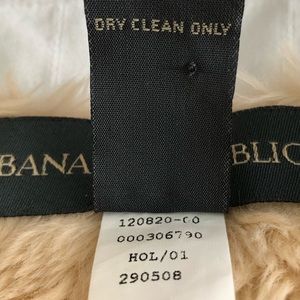 DRY CLEAN ONLY
BANA BLIC
120820-00
000306790
HOL/01
290508